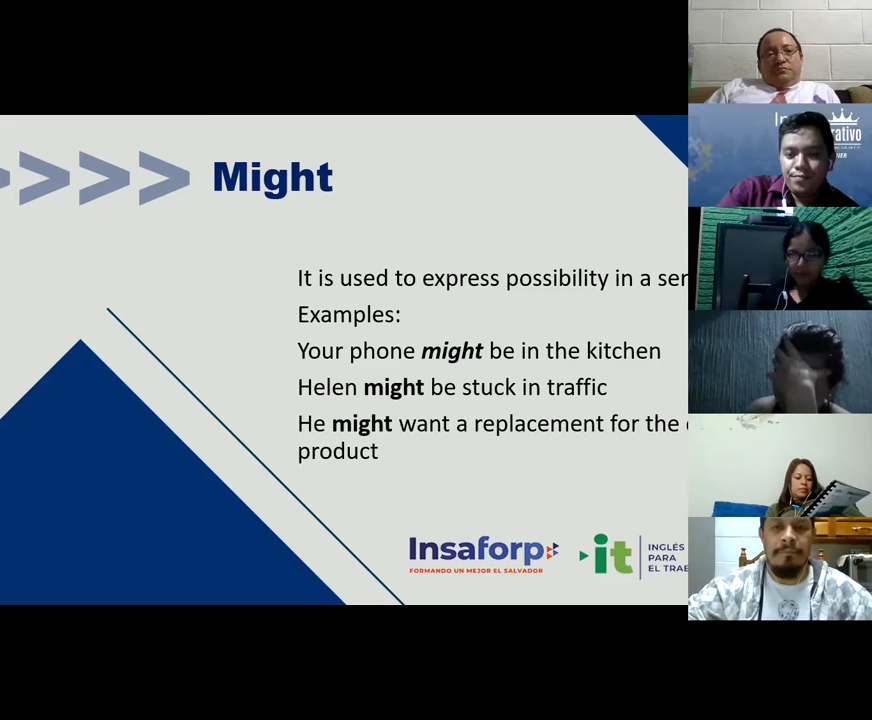 Might
It is used to express possibility in a
Examples:
Your phone might be in the kitchen
Helen might be stuck in traffic
He might want a replacement for the
product
Insaforp
FORMANDO UN MEJOR EL SALVADOR
it
INGLÉS
PARA
EL